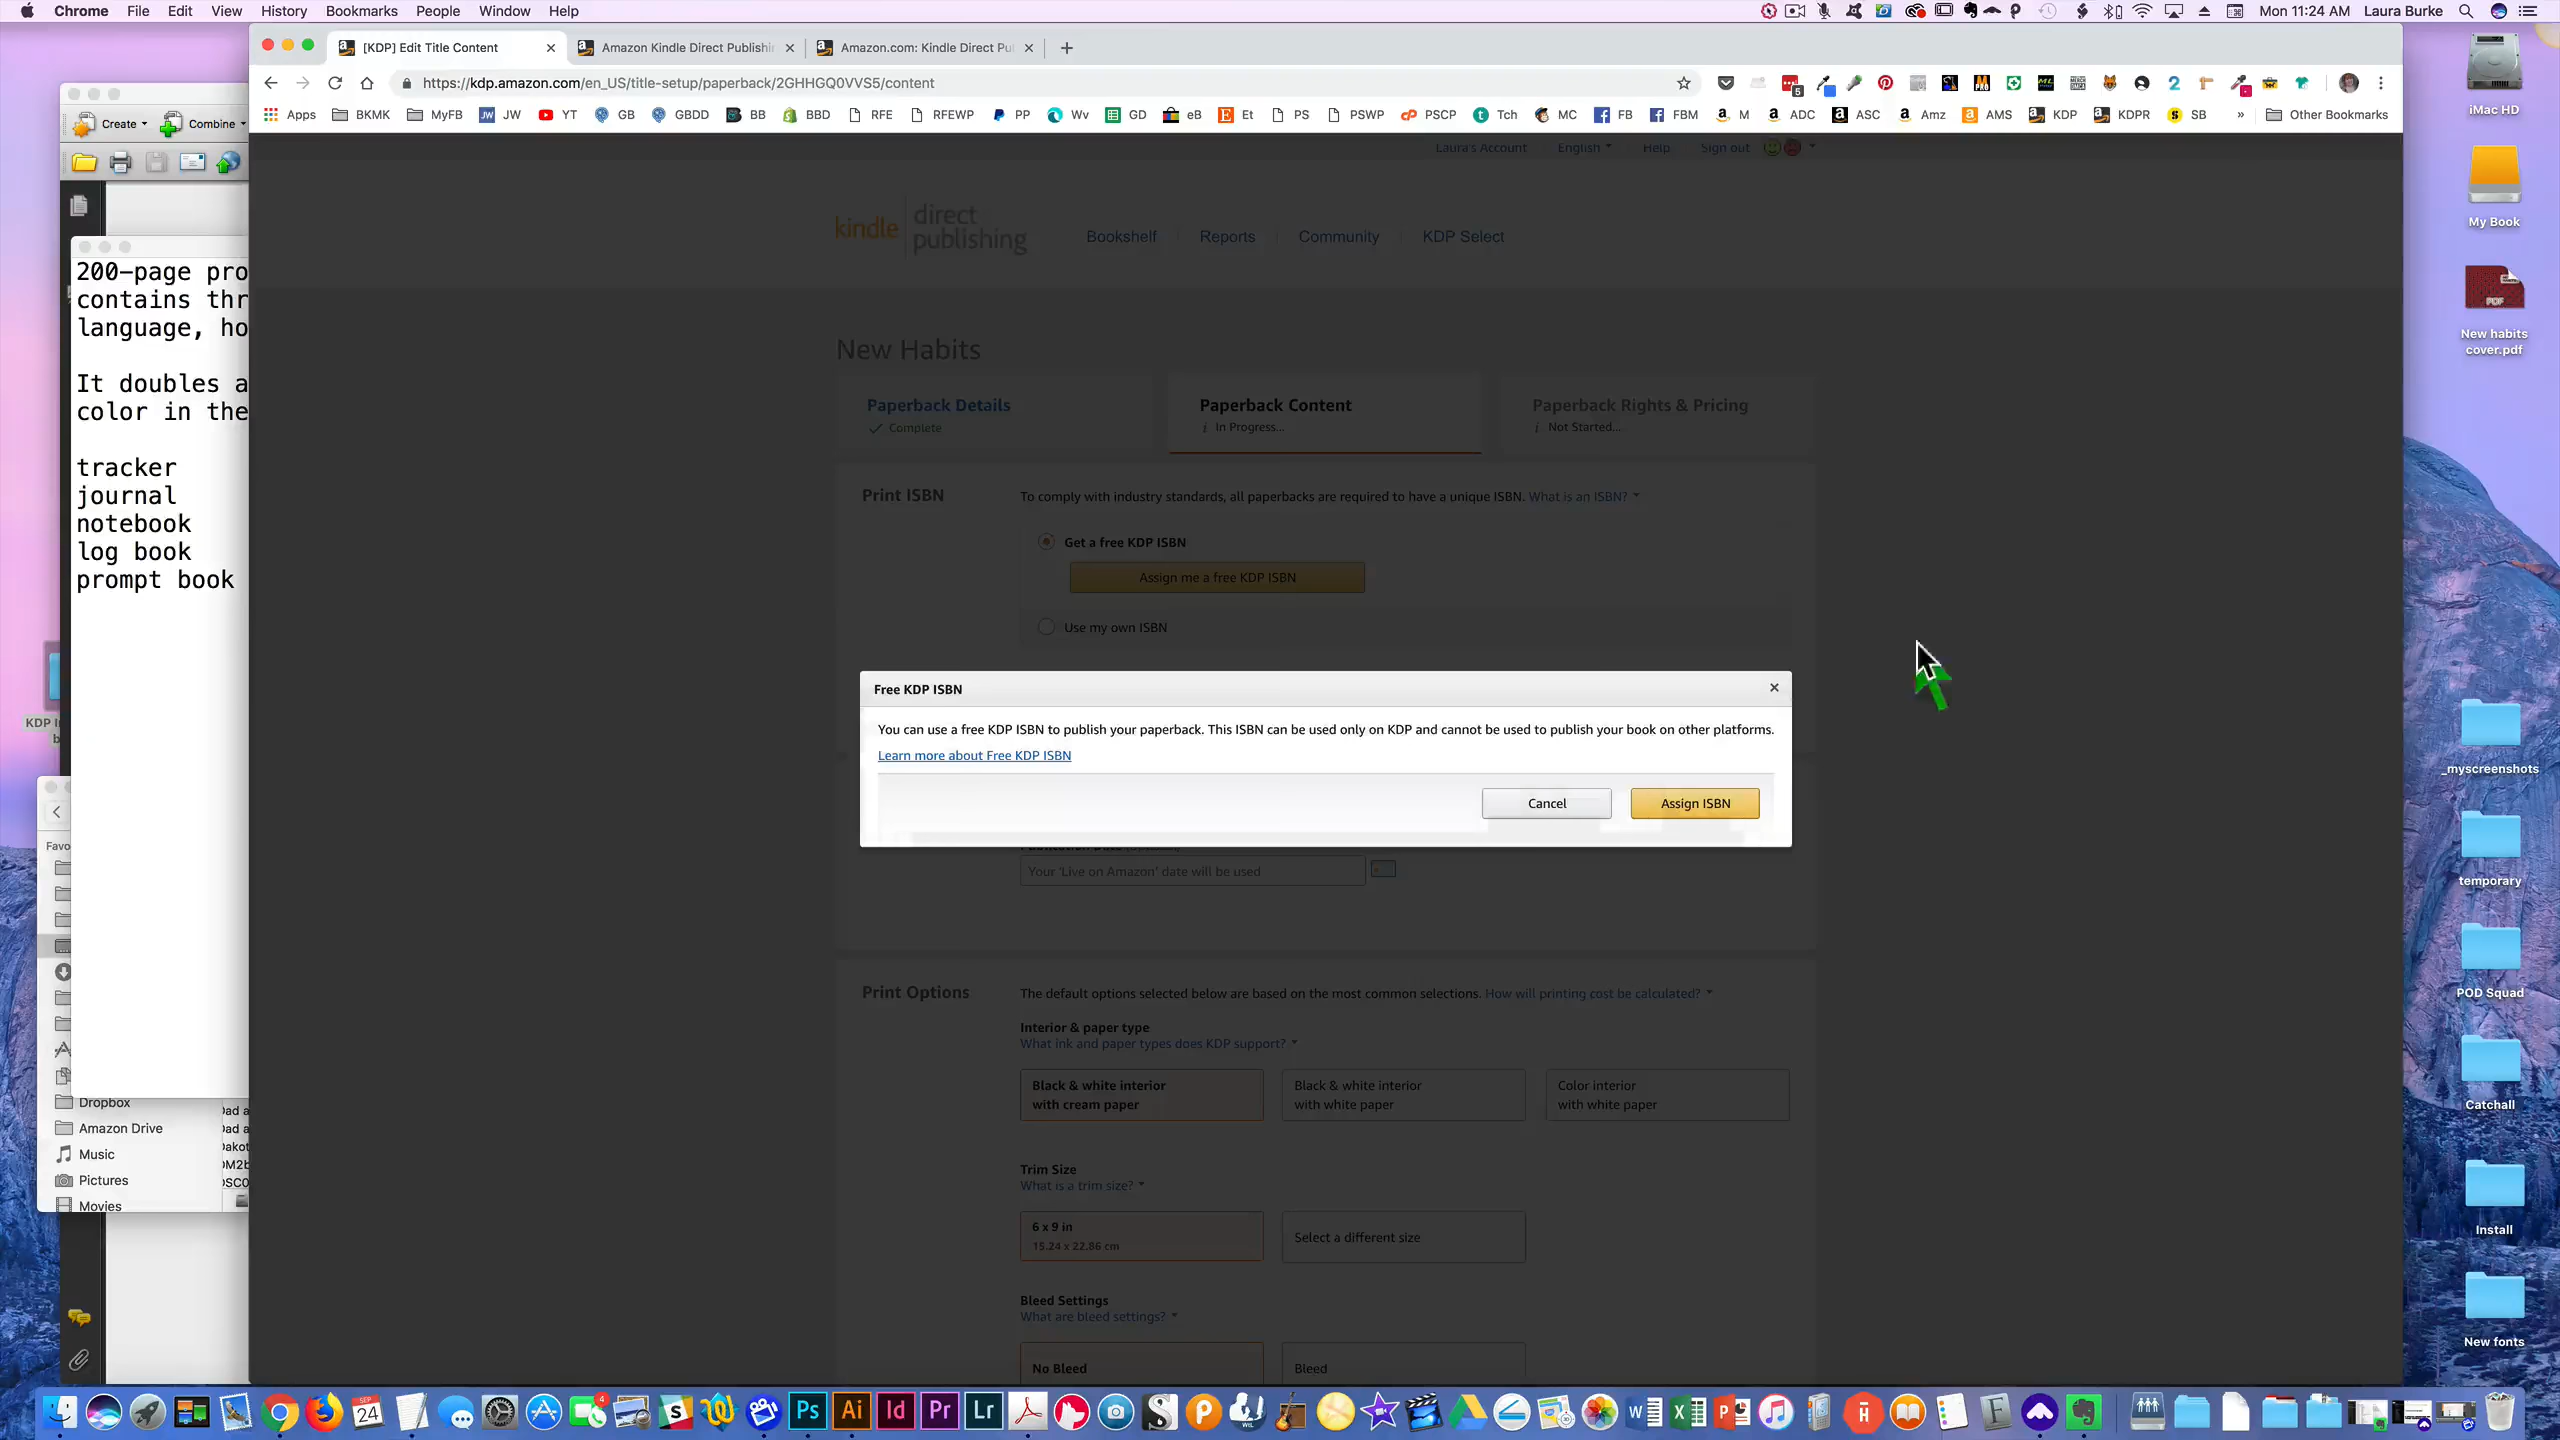 Chrome File Edit View History Bookmarks People Window Help
Mon 11:24 AM Laura Burke
[KDP] Edit Title Content
Amazon Kindle Direct Publishi
Amazon.com: Kindle Direct Pu
https://kdp.amazon.com/en_US/title-setup/paperback/2GHHGQ0VVS5/content
Apps BKMK MyFB JW YT GB GBDD BB BBD RFE RFEWP PP Wv GD eB Et PS PSWP PSCP Tch MC FB FBM M ADC ASC Amz AMS KDP KDPR SB » Other Bookmarks
Create Combine
Laura's Account English Help Sign out
kindle direct publishing
Bookshelf Reports Community KDP Select
200-page pro
contains thr
language, ho
It doubles a
color in the
tracker
journal
notebook
log book
prompt book
New Habits
Paperback Details
Complete
Paperback Content
In Progress...
Paperback Rights & Pricing
Not Started...
Print ISBN
To comply with industry standards, all paperbacks are required to have a unique ISBN. What is an ISBN?
Get a free KDP ISBN
Assign me a free KDP ISBN
Use my own ISBN
Free KDP ISBN
You can use a free KDP ISBN to publish your paperback. This ISBN can be used only on KDP and cannot be used to publish your book on other platforms.
Learn more about Free KDP ISBN
Cancel Assign ISBN
Your 'Live on Amazon' date will be used
Print Options
The default options selected below are based on the most common selections. How will printing cost be calculated?
Interior & paper type
What ink and paper types does KDP support?
Black & white interior
with cream paper
Black & white interior
with white paper
Color interior
with white paper
Trim Size
What is a trim size?
6 x 9 in
15.24 x 22.86 cm
Select a different size
Bleed Settings
What are bleed settings?
No Bleed
Bleed
KDP I
Favo
Dropbox
Amazon Drive
Music
Pictures
Movies
iMac HD
My Book
PDF
New habits
cover.pdf
_myscreenshots
temporary
POD Squad
Catchall
Install
New fonts
SEP
24
4
Ps Ai Id Pr Lr